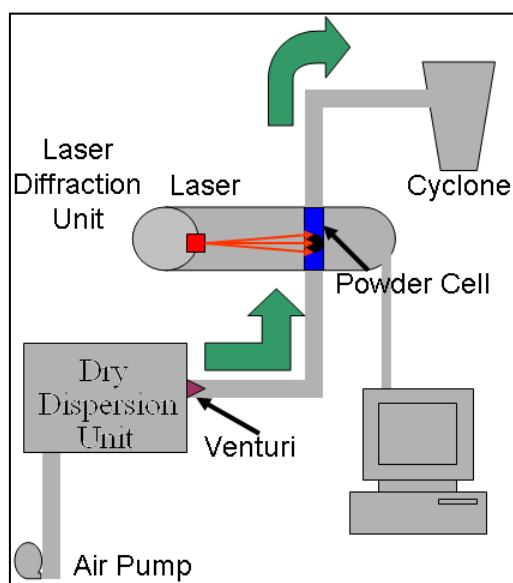 Laser
Diffraction
Unit
Laser
Cyclone
Powder Cell
Dry
Dispersion
Unit
Venturi
Air Pump